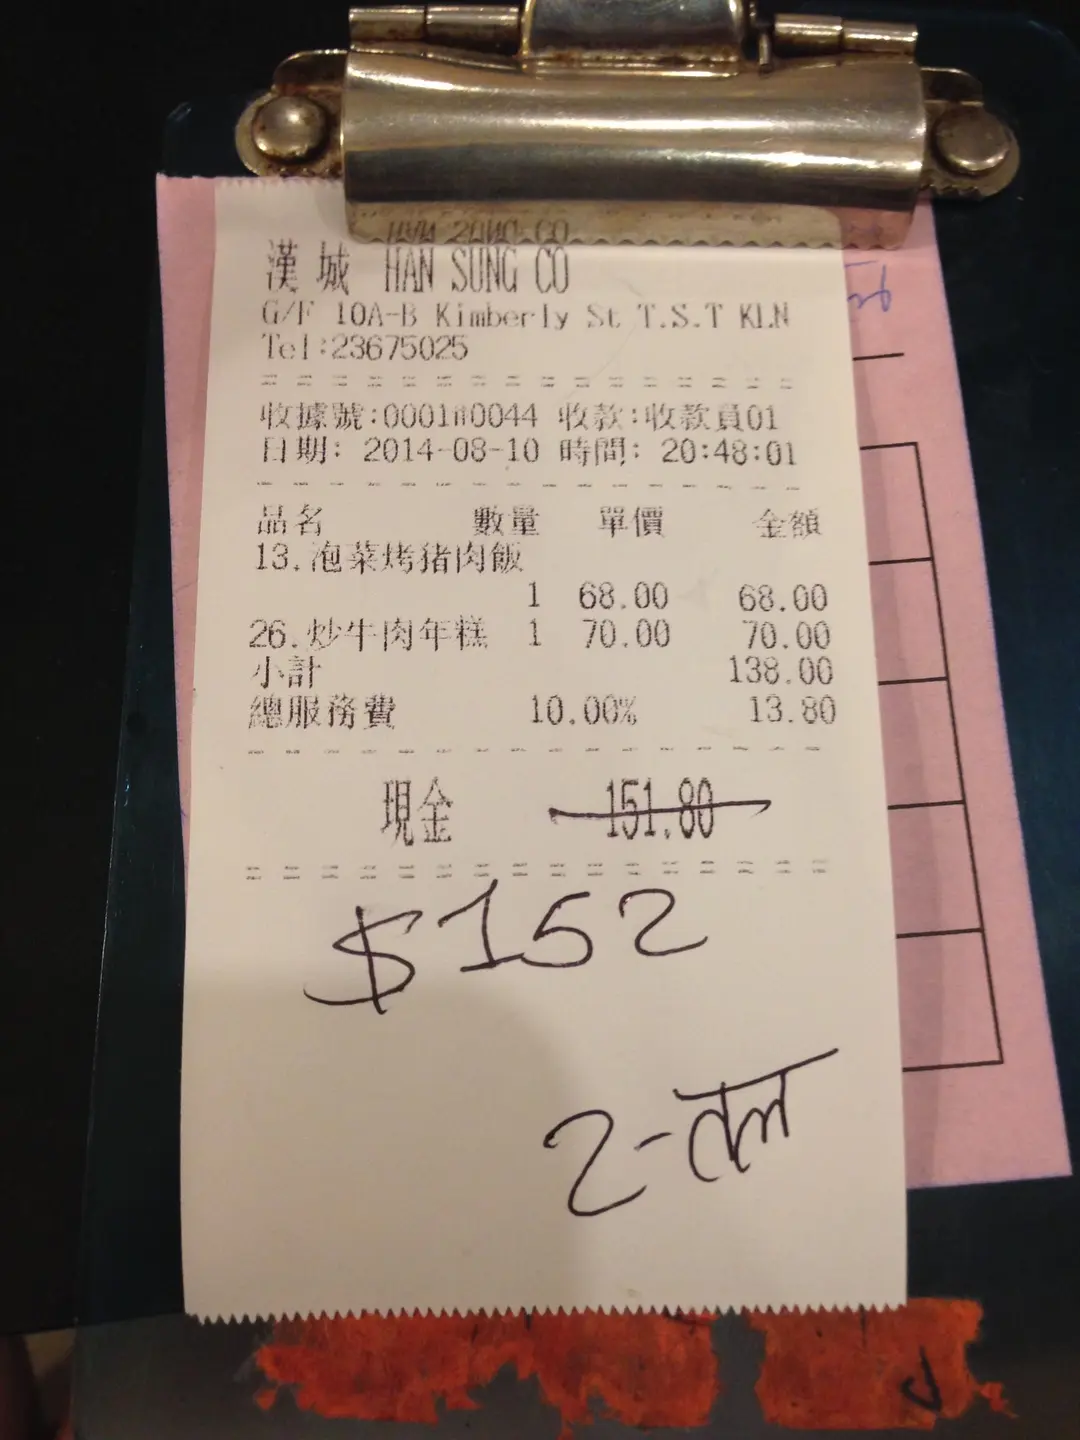 漢城 HAN SUNG CO
G/F 10A-B Kimberly St T.S.T KLN
Tel:23675025
收據號:0001#0044 收款:收款員01
日期: 2014-08-10 時間: 20:48:01
品名 數量 單價 金額
13.泡菜烤豬肉飯
1 68.00 68.00
26.炒牛肉年糕 1 70.00 70.00
小計 138.00
總服務費 10.00% 13.80
現金 151.80
$152